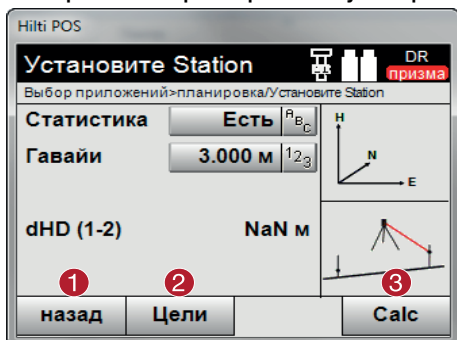 Hilti POS
Установите Station
DR
призма
Выбор приложений>планировка/Установите Station
Статистика Есть ABC
Гавайи 3.000 м 123
dHD (1-2) NaN м
H
N
E
1 2 3
назад Цели Calc